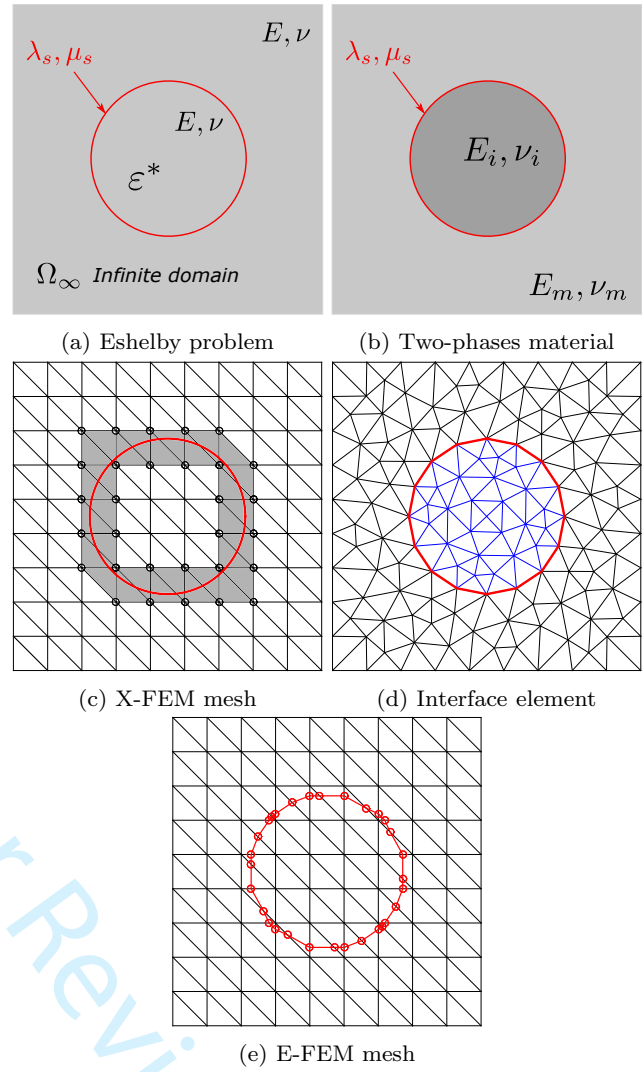 E, ν
λₛ, μₛ
E, ν
ε*
Ω∞ Infinite domain
λₛ, μₛ
Eᵢ, νᵢ
Eₘ, νₘ
(a) Eshelby problem
(b) Two-phases material
(c) X-FEM mesh
(d) Interface element
(e) E-FEM mesh
r Revi